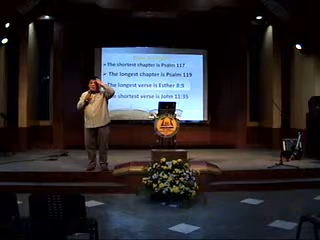 The shortest chapter is Psalm 117
The longest chapter is Psalm 119
The longest verse is Esther 8:9
The shortest verse is John 11:35